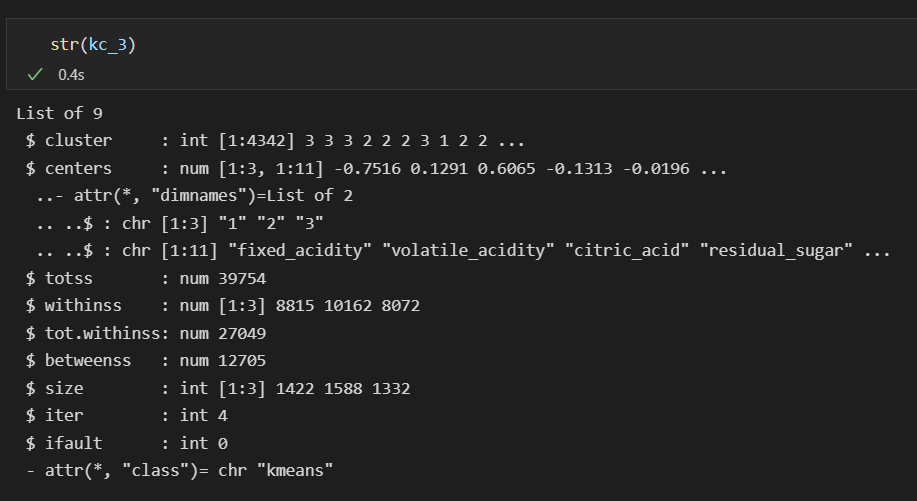 str(kc_3)
✓ 0.4s
List of 9
 $ cluster     : int [1:4342] 3 3 3 2 2 2 3 1 2 2 ...
 $ centers     : num [1:3, 1:11] -0.7516 0.1291 0.6065 -0.1313 -0.0196 ...
  ..- attr(*, "dimnames")=List of 2
  .. ..$ : chr [1:3] "1" "2" "3"
  .. ..$ : chr [1:11] "fixed_acidity" "volatile_acidity" "citric_acid" "residual_sugar" ...
 $ totss       : num 39754
 $ withinss    : num [1:3] 8815 10162 8072
 $ tot.withinss: num 27049
 $ betweenss   : num 12705
 $ size        : int [1:3] 1422 1588 1332
 $ iter        : int 4
 $ ifault      : int 0
 - attr(*, "class")= chr "kmeans"